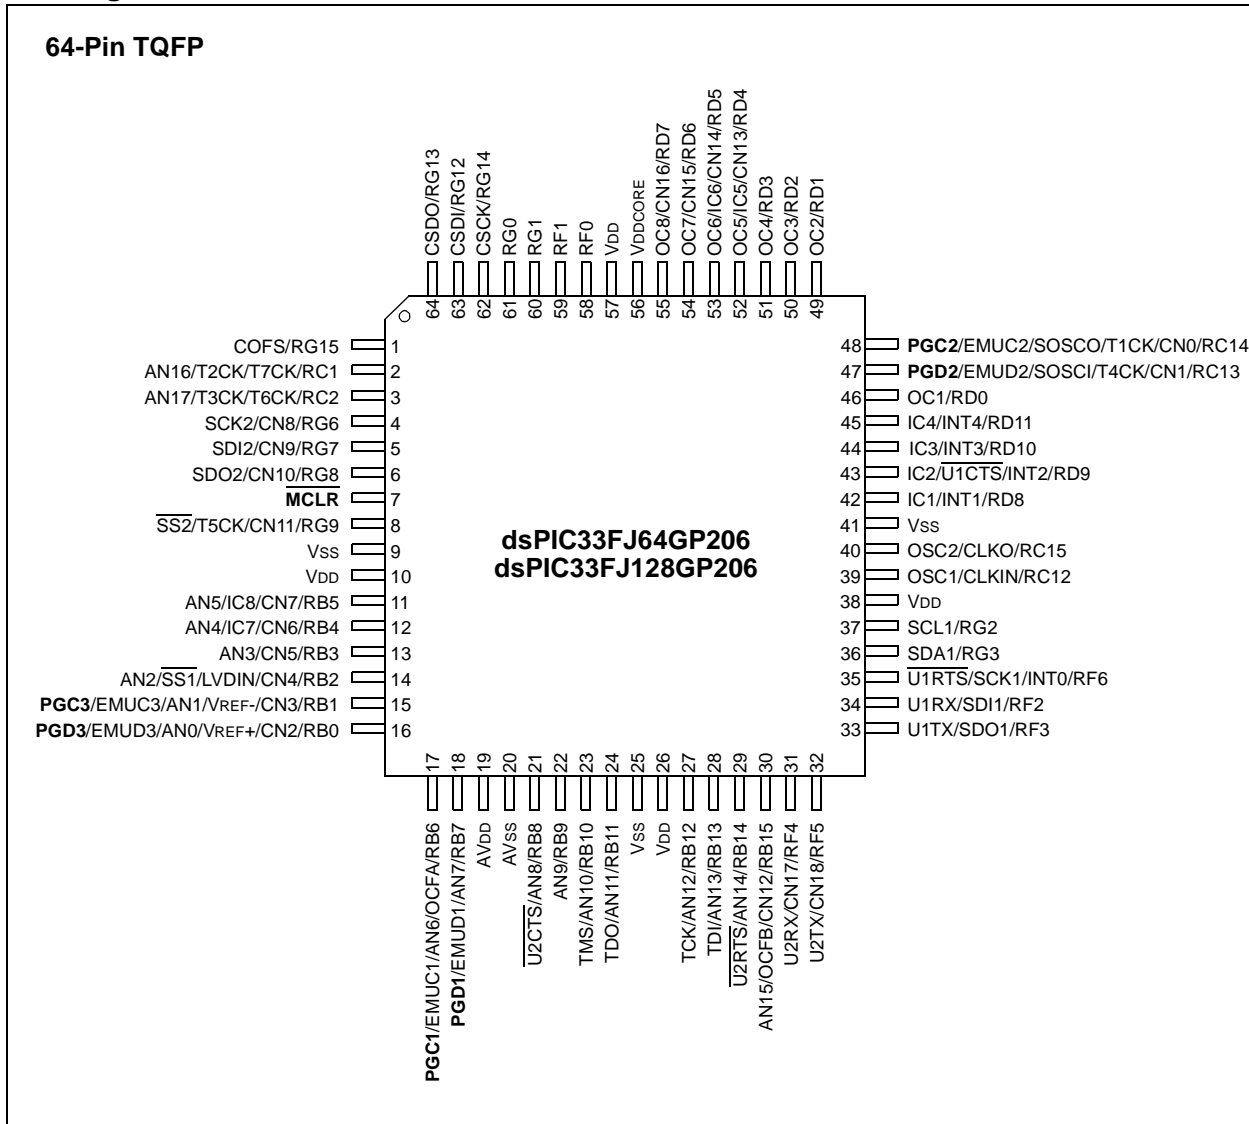 64-Pin TQFP
CSDO/RG13
CSDI/RG12
CSCK/RG14
RG0
RG1
RF1
RF0
VDD
VDDCORE
OC8/CN16/RD7
OC7/CN15/RD6
OC6/IC6/CN14/RD5
OC5/IC5/CN13/RD4
OC4/RD3
OC3/RD2
OC2/RD1
64
63
62
61
60
59
58
57
56
55
54
53
52
51
50
49
COFS/RG15 1
AN16/T2CK/T7CK/RC1 2
AN17/T3CK/T6CK/RC2 3
SCK2/CN8/RG6 4
SDI2/CN9/RG7 5
SDO2/CN10/RG8 6
MCLR 7
SS2/T5CK/CN11/RG9 8
VSS 9
VDD 10
AN5/IC8/CN7/RB5 11
AN4/IC7/CN6/RB4 12
AN3/CN5/RB3 13
AN2/SS1/LVDIN/CN4/RB2 14
PGC3/EMUC3/AN1/VREF-/CN3/RB1 15
PGD3/EMUD3/AN0/VREF+/CN2/RB0 16
dsPIC33FJ64GP206
dsPIC33FJ128GP206
48 PGC2/EMUC2/SOSCO/T1CK/CN0/RC14
47 PGD2/EMUD2/SOSCI/T4CK/CN1/RC13
46 OC1/RD0
45 IC4/INT4/RD11
44 IC3/INT3/RD10
43 IC2/U1CTS/INT2/RD9
42 IC1/INT1/RD8
41 VSS
40 OSC2/CLKO/RC15
39 OSC1/CLKIN/RC12
38 VDD
37 SCL1/RG2
36 SDA1/RG3
35 U1RTS/SCK1/INT0/RF6
34 U1RX/SDI1/RF2
33 U1TX/SDO1/RF3
17
18
19
20
21
22
23
24
25
26
27
28
29
30
31
32
PGC1/EMUC1/AN6/OCFA/RB6
PGD1/EMUD1/AN7/RB7
AVDD
AVSS
U2CTS/AN8/RB8
AN9/RB9
TMS/AN10/RB10
TDO/AN11/RB11
VSS
VDD
TCK/AN12/RB12
TDI/AN13/RB13
U2RTS/AN14/RB14
AN15/OCFB/CN12/RB15
U2RX/CN17/RF4
U2TX/CN18/RF5